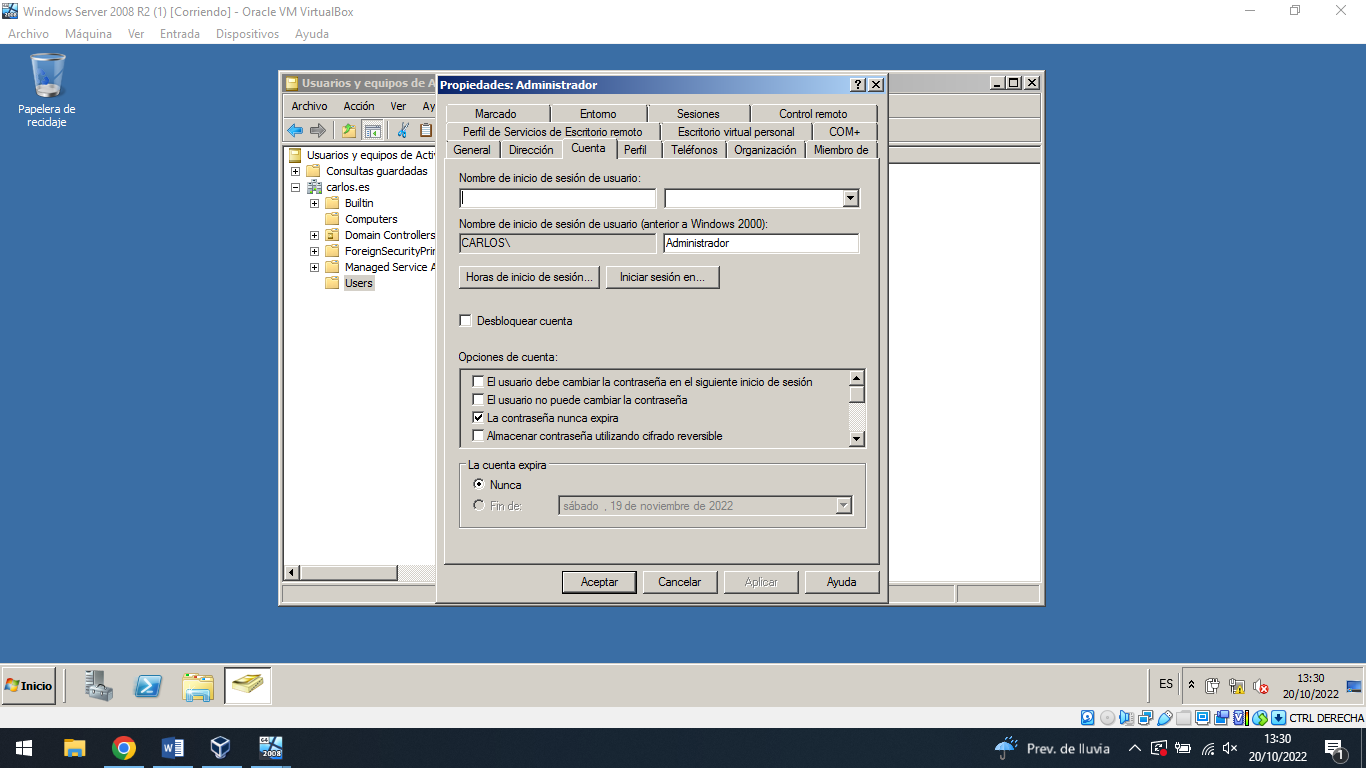 Windows Server 2008 R2 (1) [Corriendo] - Oracle VM VirtualBox
Archivo Máquina Ver Entrada Dispositivos Ayuda
Papelera de
reciclaje
Usuarios y equipos de A
Archivo Acción Ver Ay
Usuarios y equipos de Acti
Consultas guardadas
carlos.es
Builtin
Computers
Domain Controllers
ForeignSecurityPrin
Managed Service A
Users
Propiedades: Administrador
Marcado Entorno Sesiones Control remoto
Perfil de Servicios de Escritorio remoto Escritorio virtual personal COM+
General Dirección Cuenta Perfil Teléfonos Organización Miembro de
Nombre de inicio de sesión de usuario:
Nombre de inicio de sesión de usuario (anterior a Windows 2000):
CARLOS\ Administrador
Horas de inicio de sesión... Iniciar sesión en...
Desbloquear cuenta
Opciones de cuenta:
El usuario debe cambiar la contraseña en el siguiente inicio de sesión
El usuario no puede cambiar la contraseña
La contraseña nunca expira
Almacenar contraseña utilizando cifrado reversible
La cuenta expira
Nunca
Fin de: sábado , 19 de noviembre de 2022
Aceptar Cancelar Aplicar Ayuda
Inicio
ES
13:30
20/10/2022
CTRL DERECHA
2008
Prev. de lluvia
13:30
20/10/2022
1